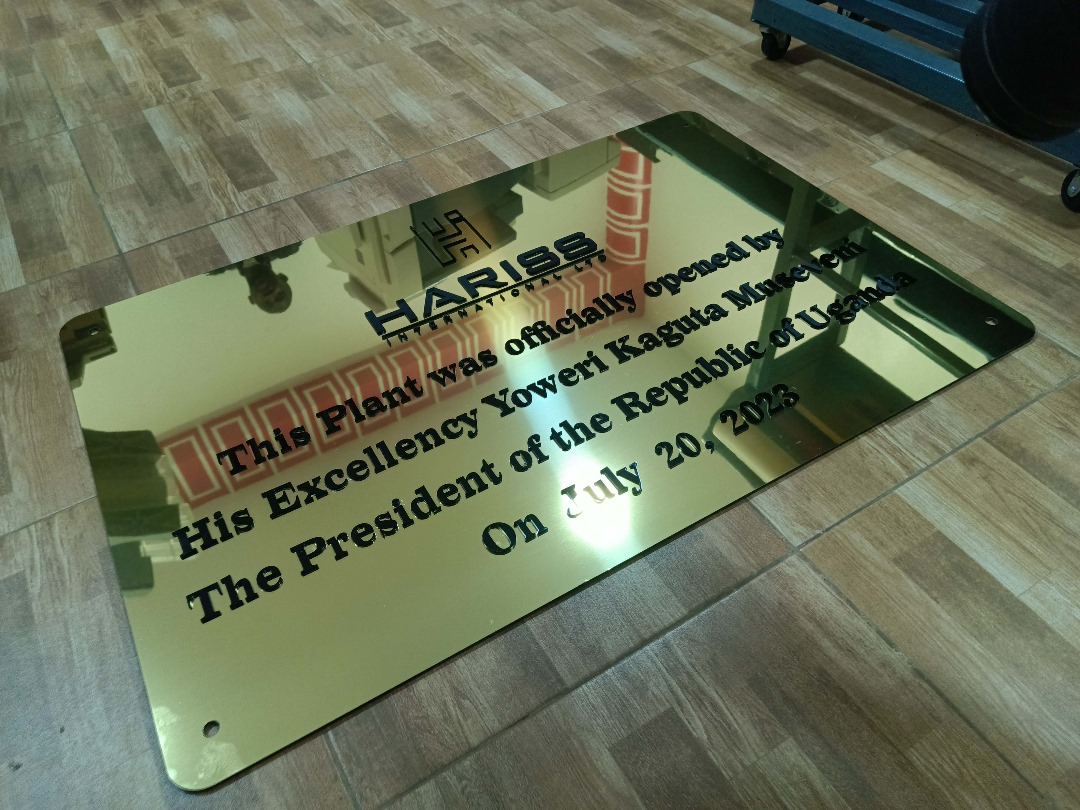 HARISS
INTERNATIONAL LTD
This Plant was officially opened by
His Excellency Yoweri Kaguta Museveni
The President of the Republic of Uganda
On July 20, 2023